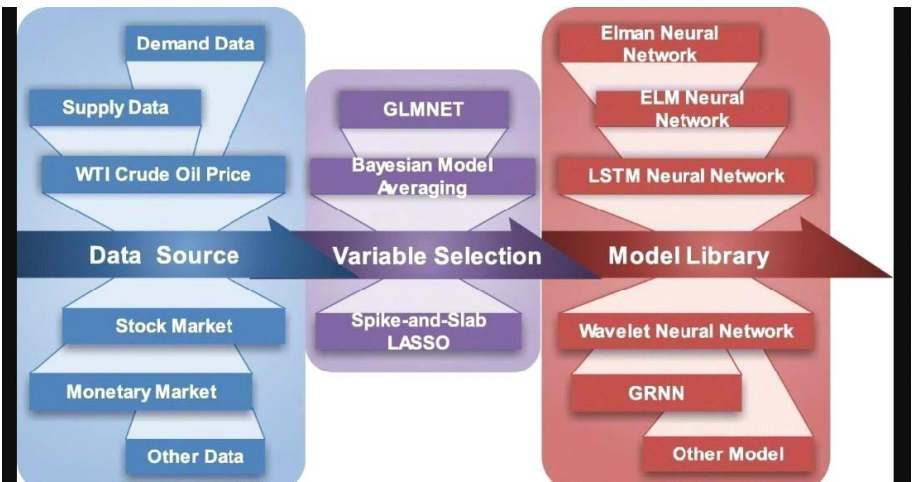 Demand Data
Supply Data
WTI Crude Oil Price
Data Source
Stock Market
Monetary Market
Other Data
GLMNET
Bayesian Model
Averaging
Variable Selection
Spike-and-Slab
LASSO
Elman Neural
Network
ELM Neural
Network
LSTM Neural Network
Model Library
Wavelet Neural Network
GRNN
Other Model